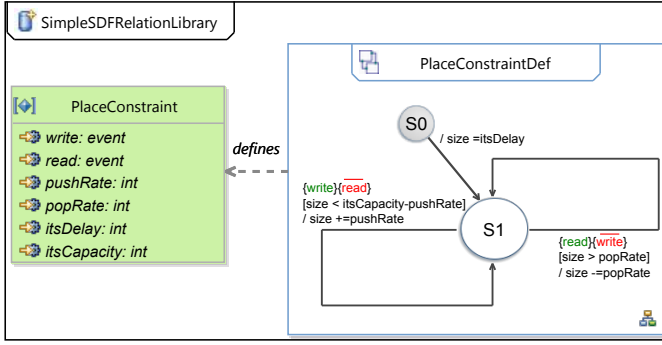 SimpleSDFRelationLibrary
PlaceConstraint
write: event
read: event
pushRate: int
popRate: int
itsDelay: int
itsCapacity: int
defines
PlaceConstraintDef
S0
/ size =itsDelay
{write}{read}
[size < itsCapacity-pushRate]
/ size +=pushRate
S1
{read}{write}
[size > popRate]
/ size -=popRate